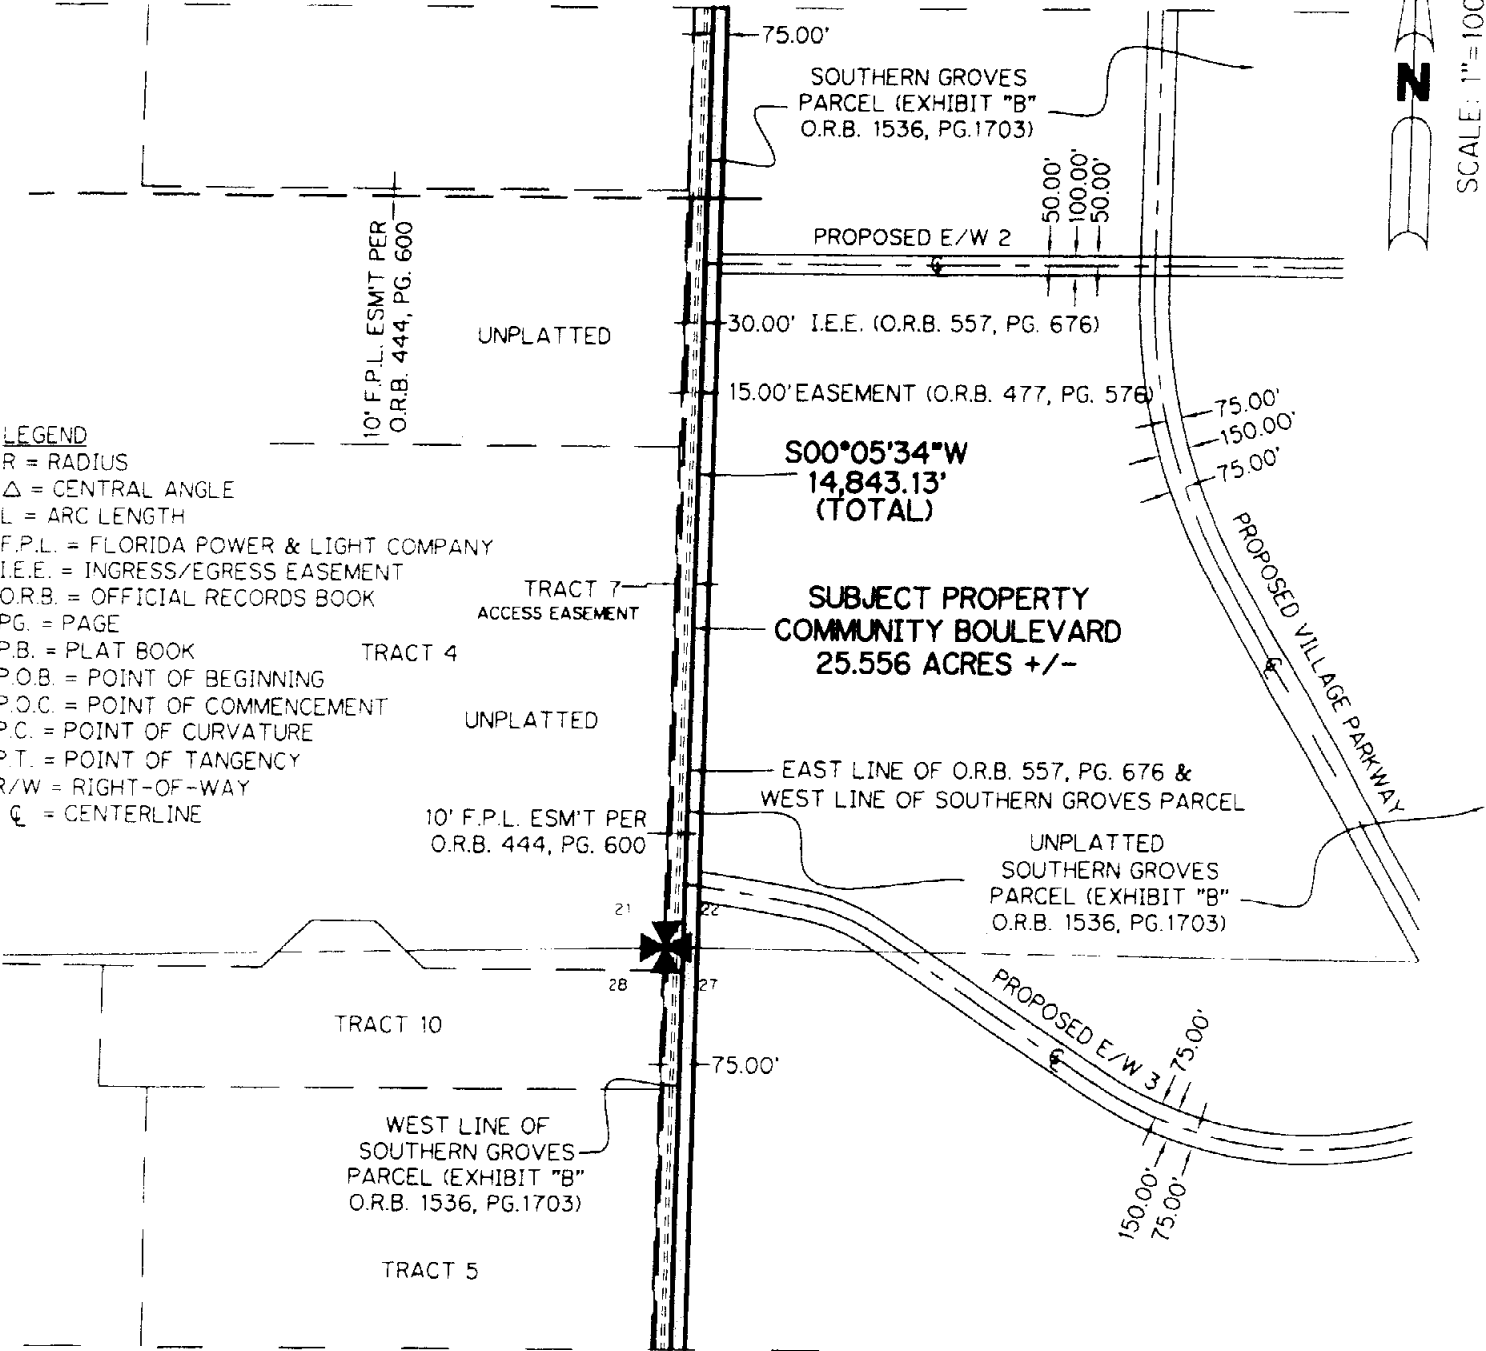 75.00'
SOUTHERN GROVES
PARCEL (EXHIBIT "B"
O.R.B. 1536, PG.1703)
N
50.00'
100.00'
50.00'
10' F.P.L. ESM'T PER
O.R.B. 444, PG. 600
PROPOSED E/W 2
℄
UNPLATTED
30.00' I.E.E. (O.R.B. 557, PG. 676)
15.00' EASEMENT (O.R.B. 477, PG. 576)
75.00'
150.00'
75.00'
LEGEND
R = RADIUS
△ = CENTRAL ANGLE
L = ARC LENGTH
F.P.L. = FLORIDA POWER & LIGHT COMPANY
I.E.E. = INGRESS/EGRESS EASEMENT
O.R.B. = OFFICIAL RECORDS BOOK
PG. = PAGE
P.B. = PLAT BOOK
P.O.B. = POINT OF BEGINNING
P.O.C. = POINT OF COMMENCEMENT
P.C. = POINT OF CURVATURE
P.T. = POINT OF TANGENCY
R/W = RIGHT-OF-WAY
℄ = CENTERLINE
S00°05'34"W
14,843.13'
(TOTAL)
TRACT 7
ACCESS EASEMENT
SUBJECT PROPERTY
COMMUNITY BOULEVARD
25.556 ACRES +/-
PROPOSED VILLAGE PARKWAY
℄
TRACT 4
UNPLATTED
EAST LINE OF O.R.B. 557, PG. 676 &
WEST LINE OF SOUTHERN GROVES PARCEL
10' F.P.L. ESM'T PER
O.R.B. 444, PG. 600
UNPLATTED
SOUTHERN GROVES
PARCEL (EXHIBIT "B"
O.R.B. 1536, PG.1703)
21
22
28
27
TRACT 10
PROPOSED E/W 3
℄
75.00'
75.00'
150.00'
75.00'
WEST LINE OF
SOUTHERN GROVES
PARCEL (EXHIBIT "B"
O.R.B. 1536, PG.1703)
TRACT 5